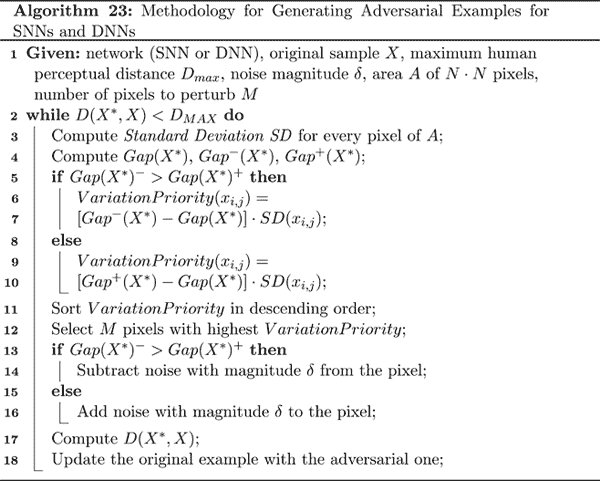 Algorithm 23: Methodology for Generating Adversarial Examples for
SNNs and DNNs
1 Given: network (SNN or DNN), original sample X, maximum human
perceptual distance D_max, noise magnitude δ, area A of N · N pixels,
number of pixels to perturb M
2 while D(X*, X) < D_MAX do
3 Compute Standard Deviation SD for every pixel of A;
4 Compute Gap(X*), Gap⁻(X*), Gap⁺(X*);
5 if Gap(X*)⁻ > Gap(X*)⁺ then
6 VariationPriority(x_{i,j}) =
7 [Gap⁻(X*) − Gap(X*)] · SD(x_{i,j});
8 else
9 VariationPriority(x_{i,j}) =
10 [Gap⁺(X*) − Gap(X*)] · SD(x_{i,j});
11 Sort VariationPriority in descending order;
12 Select M pixels with highest VariationPriority;
13 if Gap(X*)⁻ > Gap(X*)⁺ then
14 Subtract noise with magnitude δ from the pixel;
15 else
16 Add noise with magnitude δ to the pixel;
17 Compute D(X*, X);
18 Update the original example with the adversarial one;